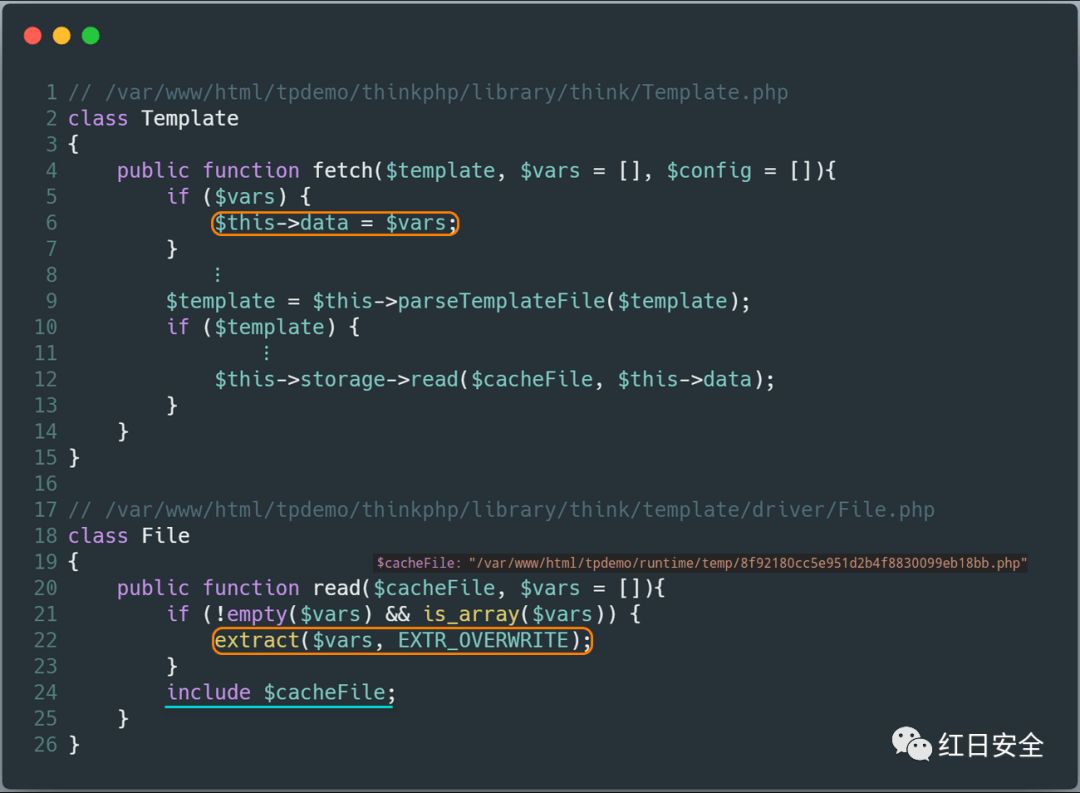 1 // /var/www/html/tpdemo/thinkphp/library/think/Template.php
2 class Template
3 {
4     public function fetch($template, $vars = [], $config = []){
5         if ($vars) {
6             $this->data = $vars;
7         }
8             ⋮
9         $template = $this->parseTemplateFile($template);
10         if ($template) {
11                 ⋮
12             $this->storage->read($cacheFile, $this->data);
13         }
14     }
15 }
16
17 // /var/www/html/tpdemo/thinkphp/library/think/template/driver/File.php
18 class File
19 {
$cacheFile: "/var/www/html/tpdemo/runtime/temp/8f92180cc5e951d2b4f8830099eb18bb.php"
20     public function read($cacheFile, $vars = []){
21         if (!empty($vars) && is_array($vars)) {
22             extract($vars, EXTR_OVERWRITE);
23         }
24         include $cacheFile;
25     }
26 }
红日安全